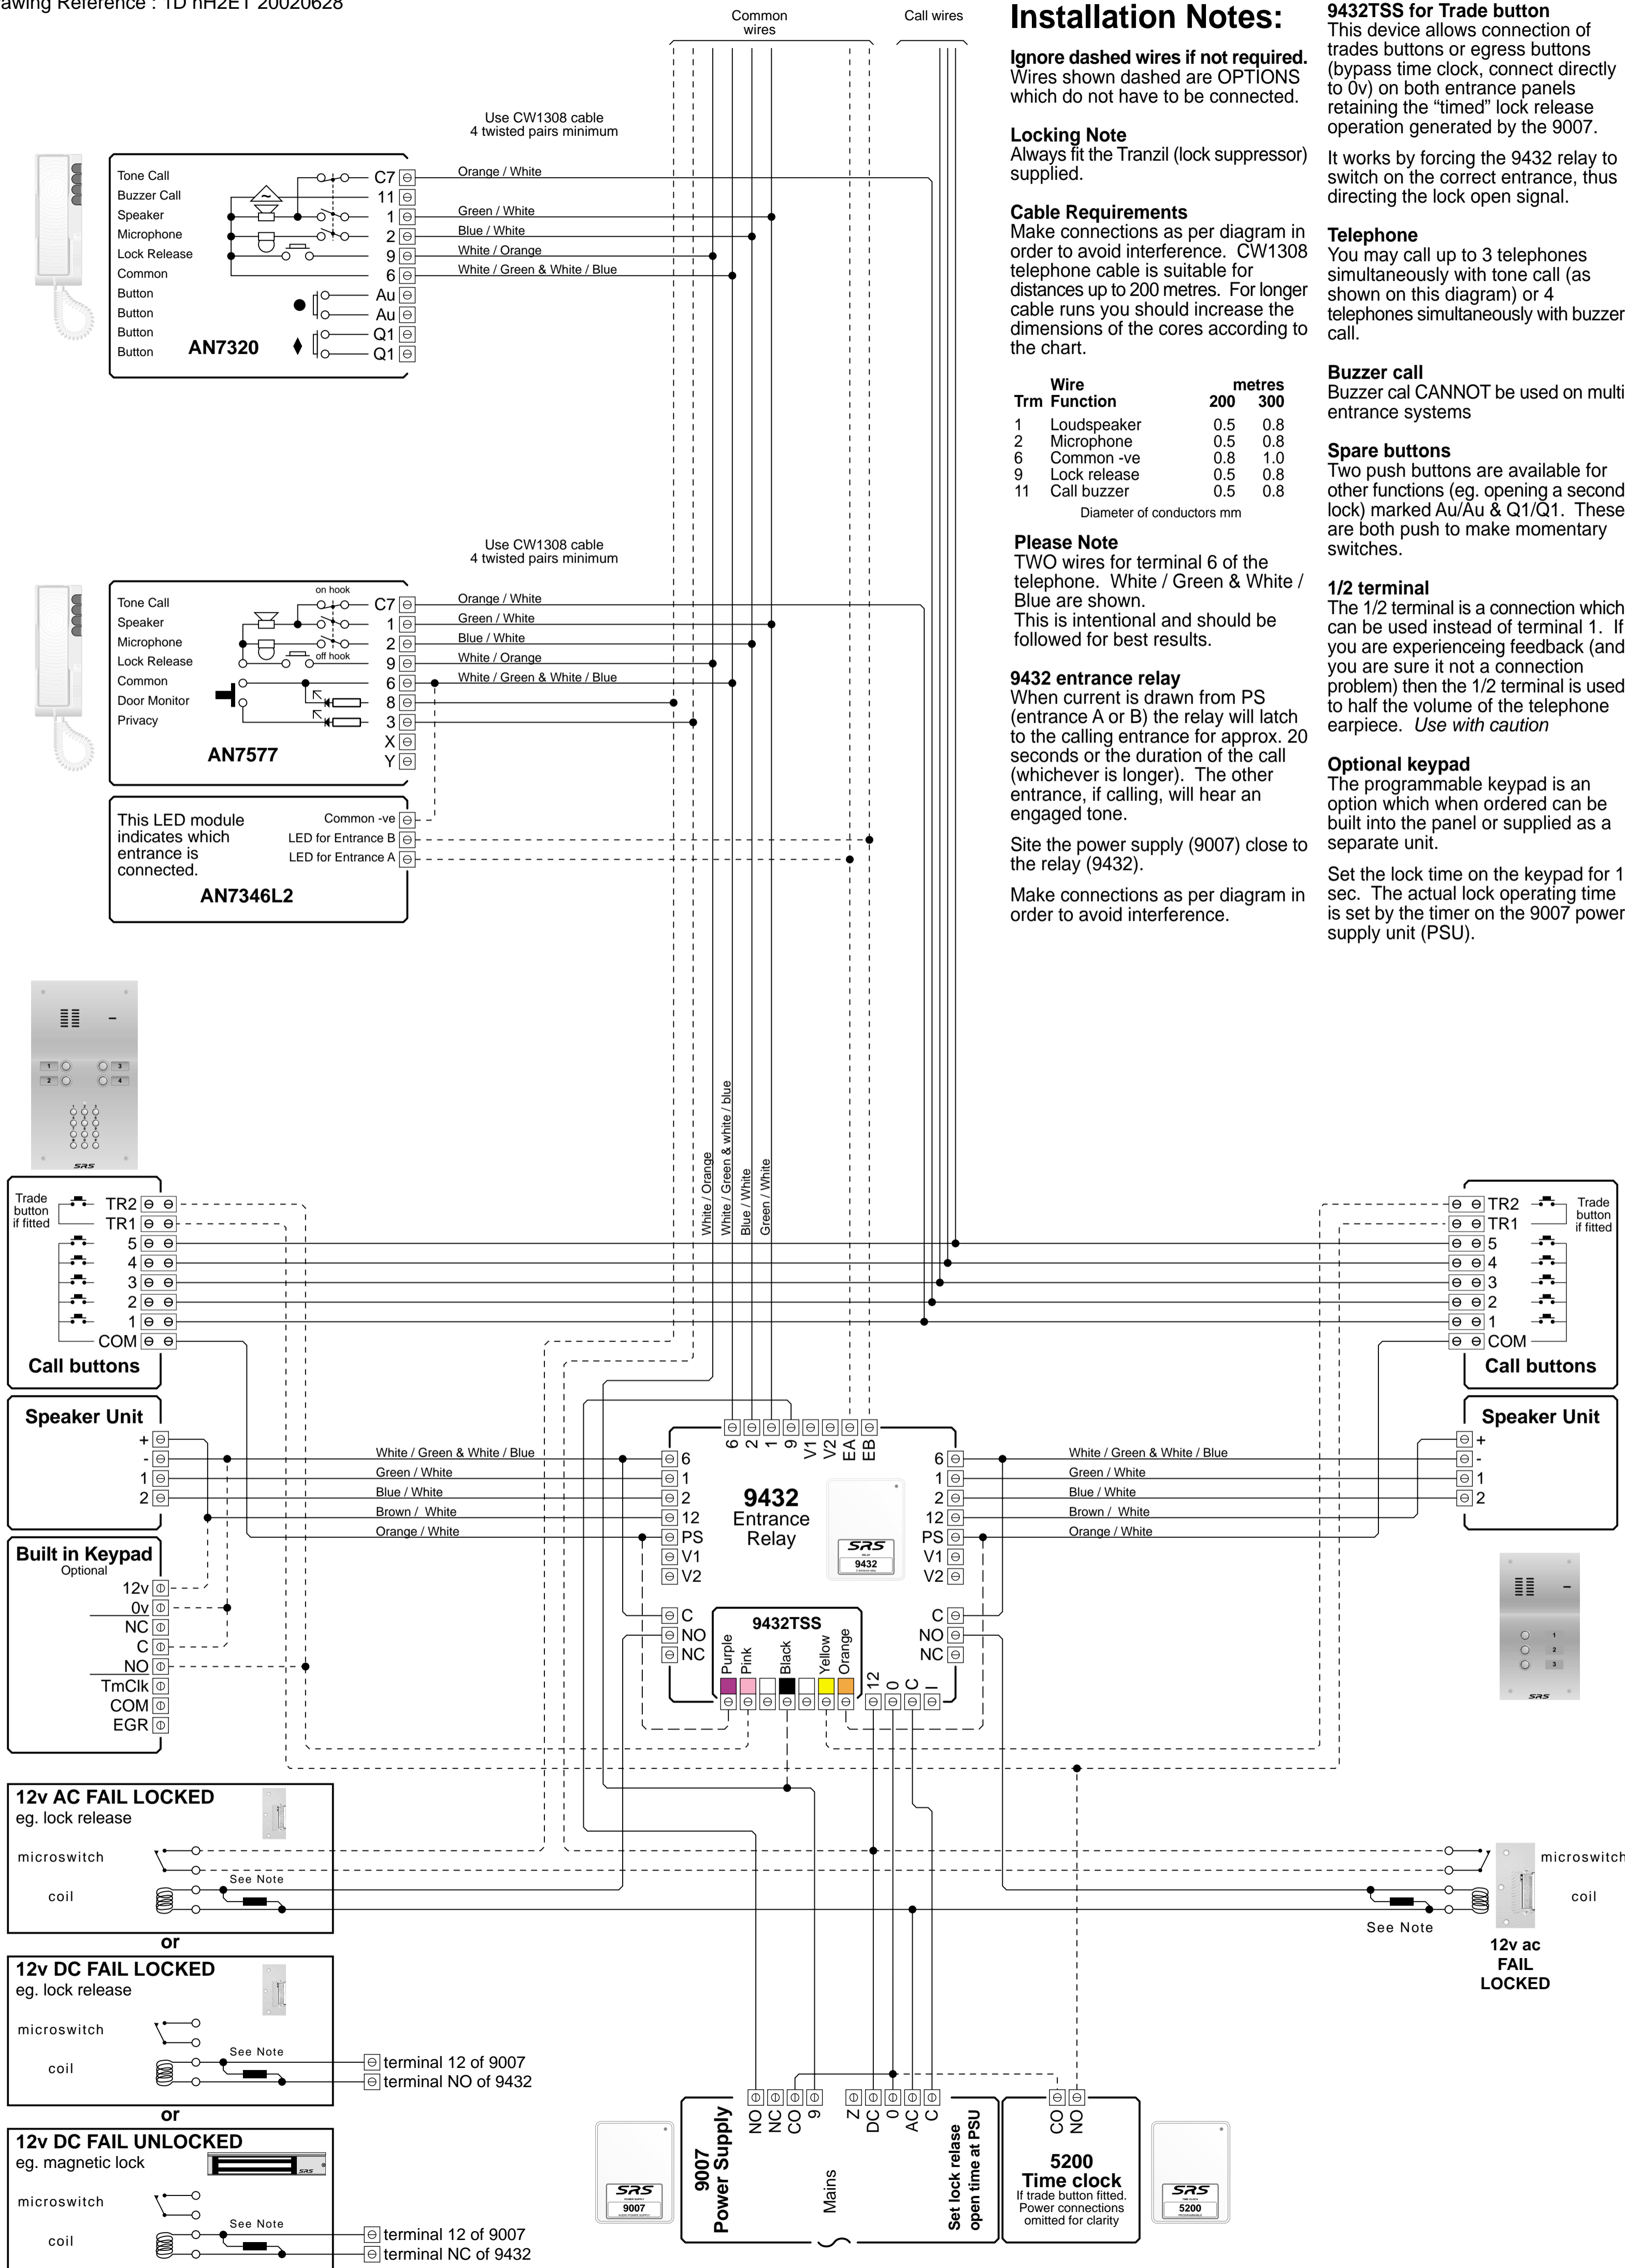 awing Reference : 1D nH2ET 20020628
Common
wires
Call wires
Use CW1308 cable
4 twisted pairs minimum
Tone Call
Buzzer Call
Speaker
Microphone
Lock Release
Common
Button
Button
Button
Button
AN7320
C7
11
1
2
9
6
Au
Au
Q1
Q1
Orange / White
Green / White
Blue / White
White / Orange
White / Green & White / Blue
Use CW1308 cable
4 twisted pairs minimum
Tone Call
Speaker
Microphone
Lock Release
Common
Door Monitor
Privacy
on hook
off hook
AN7577
C7
1
2
9
6
8
3
X
Y
Orange / White
Green / White
Blue / White
White / Orange
White / Green & White / Blue
This LED module
indicates which
entrance is
connected.
Common -ve
LED for Entrance B
LED for Entrance A
AN7346L2
Installation Notes:
Ignore dashed wires if not required.
Wires shown dashed are OPTIONS
which do not have to be connected.
Locking Note
Always fit the Tranzil (lock suppressor)
supplied.
Cable Requirements
Make connections as per diagram in
order to avoid interference. CW1308
telephone cable is suitable for
distances up to 200 metres. For longer
cable runs you should increase the
dimensions of the cores according to
the chart.
Wire metres
Trm Function 200 300
1 Loudspeaker 0.5 0.8
2 Microphone 0.5 0.8
6 Common -ve 0.8 1.0
9 Lock release 0.5 0.8
11 Call buzzer 0.5 0.8
Diameter of conductors mm
Please Note
TWO wires for terminal 6 of the
telephone. White / Green & White /
Blue are shown.
This is intentional and should be
followed for best results.
9432 entrance relay
When current is drawn from PS
(entrance A or B) the relay will latch
to the calling entrance for approx. 20
seconds or the duration of the call
(whichever is longer). The other
entrance, if calling, will hear an
engaged tone.
Site the power supply (9007) close to
the relay (9432).
Make connections as per diagram in
order to avoid interference.
9432TSS for Trade button
This device allows connection of
trades buttons or egress buttons
(bypass time clock, connect directly
to 0v) on both entrance panels
retaining the “timed” lock release
operation generated by the 9007.
It works by forcing the 9432 relay to
switch on the correct entrance, thus
directing the lock open signal.
Telephone
You may call up to 3 telephones
simultaneously with tone call (as
shown on this diagram) or 4
telephones simultaneously with buzzer
call.
Buzzer call
Buzzer cal CANNOT be used on multi
entrance systems
Spare buttons
Two push buttons are available for
other functions (eg. opening a second
lock) marked Au/Au & Q1/Q1. These
are both push to make momentary
switches.
1/2 terminal
The 1/2 terminal is a connection which
can be used instead of terminal 1. If
you are experienceing feedback (and
you are sure it not a connection
problem) then the 1/2 terminal is used
to half the volume of the telephone
earpiece. Use with caution
Optional keypad
The programmable keypad is an
option which when ordered can be
built into the panel or supplied as a
separate unit.
Set the lock time on the keypad for 1
sec. The actual lock operating time
is set by the timer on the 9007 power
supply unit (PSU).
1 3
2 4
SRS
White / Orange
White / Green & white / blue
Blue / White
Green / White
Trade
button
if fitted
TR2
TR1
5
4
3
2
1
COM
Call buttons
TR2
TR1
5
4
3
2
1
COM
Trade
button
if fitted
Call buttons
Speaker Unit
+
-
1
2
White / Green & White / Blue
Green / White
Blue / White
Brown / White
Orange / White
Built in Keypad
Optional
12v
0v
NC
C
NO
TmClk
COM
EGR
6 2 1 9 V1 V2 EA EB
6
1
2
12
PS
V1
V2
C
NO
NC
9432
Entrance
Relay
SRS
9432
6
1
2
12
PS
V1
V2
C
NO
NC
9432TSS
Purple
Pink
Black
Yellow
Orange
12 0 C I
White / Green & White / Blue
Green / White
Blue / White
Brown / White
Orange / White
Speaker Unit
+
-
1
2
1
2
3
SRS
12v AC FAIL LOCKED
eg. lock release
microswitch
coil
See Note
or
12v DC FAIL LOCKED
eg. lock release
microswitch
coil
See Note
terminal 12 of 9007
terminal NO of 9432
or
12v DC FAIL UNLOCKED
eg. magnetic lock
SRS
microswitch
coil
See Note
terminal 12 of 9007
terminal NC of 9432
microswitch
coil
See Note
12v ac
FAIL
LOCKED
SRS
9007
9007
Power Supply
NO NC CO 9 Z DC 0 AC C
Mains
Set lock relase
open time at PSU
CO NO
5200
Time clock
If trade button fitted.
Power connections
omitted for clarity
SRS
5200